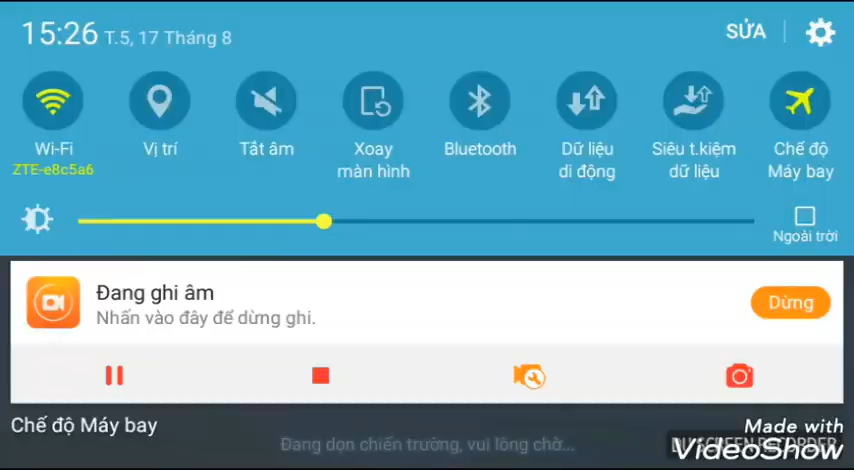 15:26 T.5, 17 Tháng 8
SỬA
Wi-Fi
ZTE-e8c5a6
Vị trí
Tắt âm
Xoay
màn hình
Bluetooth
Dữ liệu
di động
Siêu t.kiệm
dữ liệu
Chế độ
Máy bay
Ngoài trời
Đang ghi âm
Nhấn vào đây để dừng ghi.
Dừng
Chế độ Máy bay
Đang dọn chiến trường, vui lòng chờ...
DU SCREEN RECORDER
Made with
VideoShow